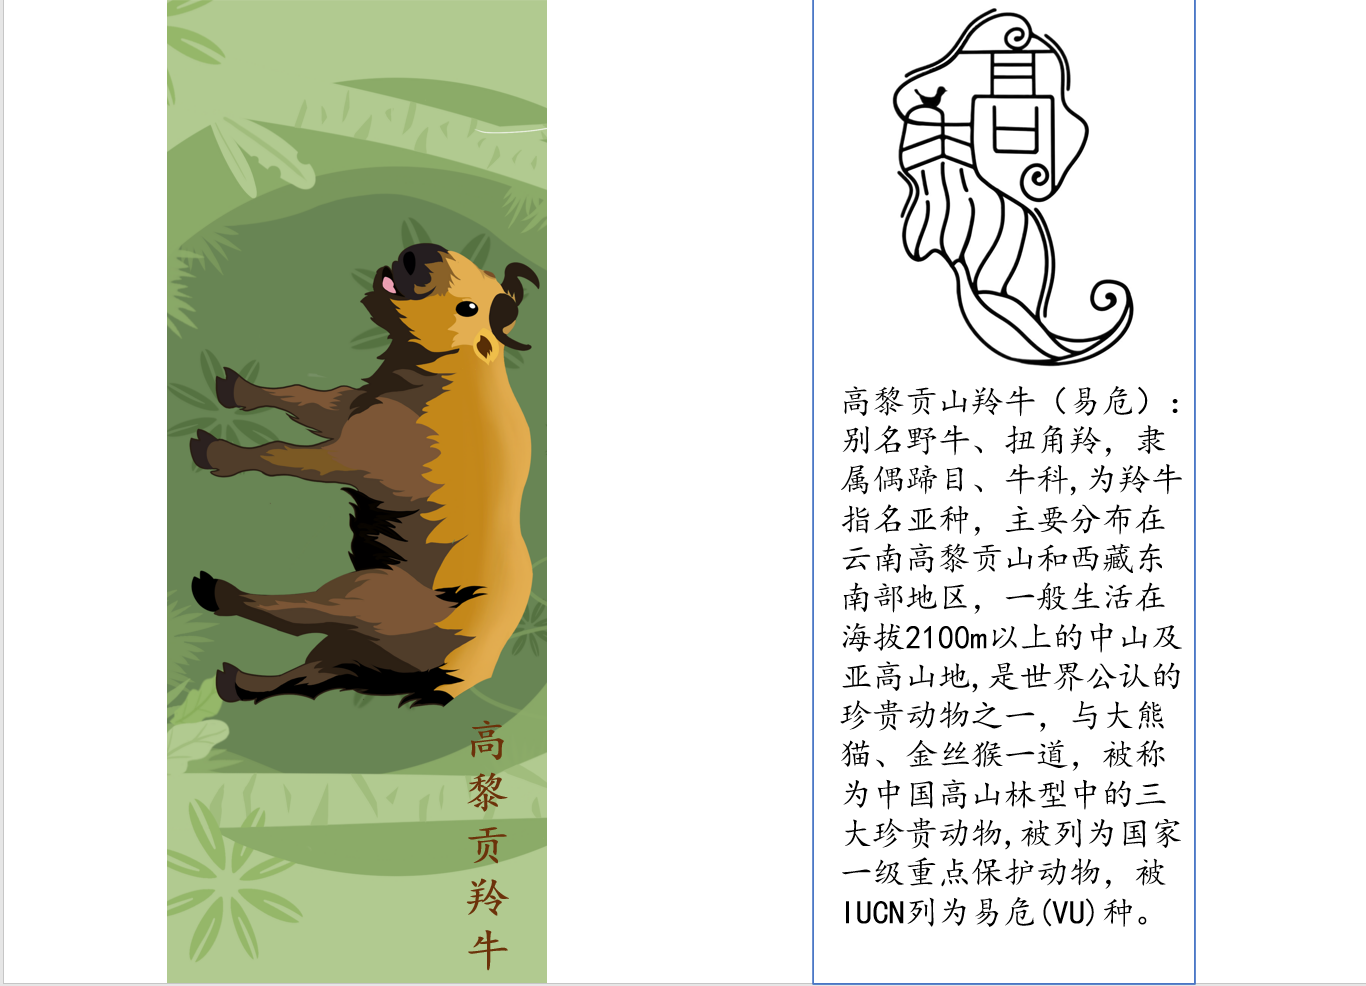 高黎贡羚牛
高黎贡山羚牛（易危）：
别名野牛、扭角羚，隶
属偶蹄目、牛科,为羚牛
指名亚种，主要分布在
云南高黎贡山和西藏东
南部地区，一般生活在
海拔2100m以上的中山及
亚高山地,是世界公认的
珍贵动物之一，与大熊
猫、金丝猴一道，被称
为中国高山林型中的三
大珍贵动物,被列为国家
一级重点保护动物，被
IUCN列为易危(VU)种。